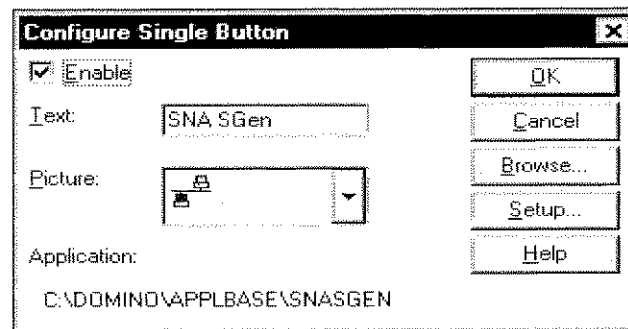 Configure Single Button
Enable
OK
Text:
SNA SGen
Cancel
Browse...
Picture:
Setup...
Application:
Help
C:\DOMINO\APPLBASE\SNASGEN